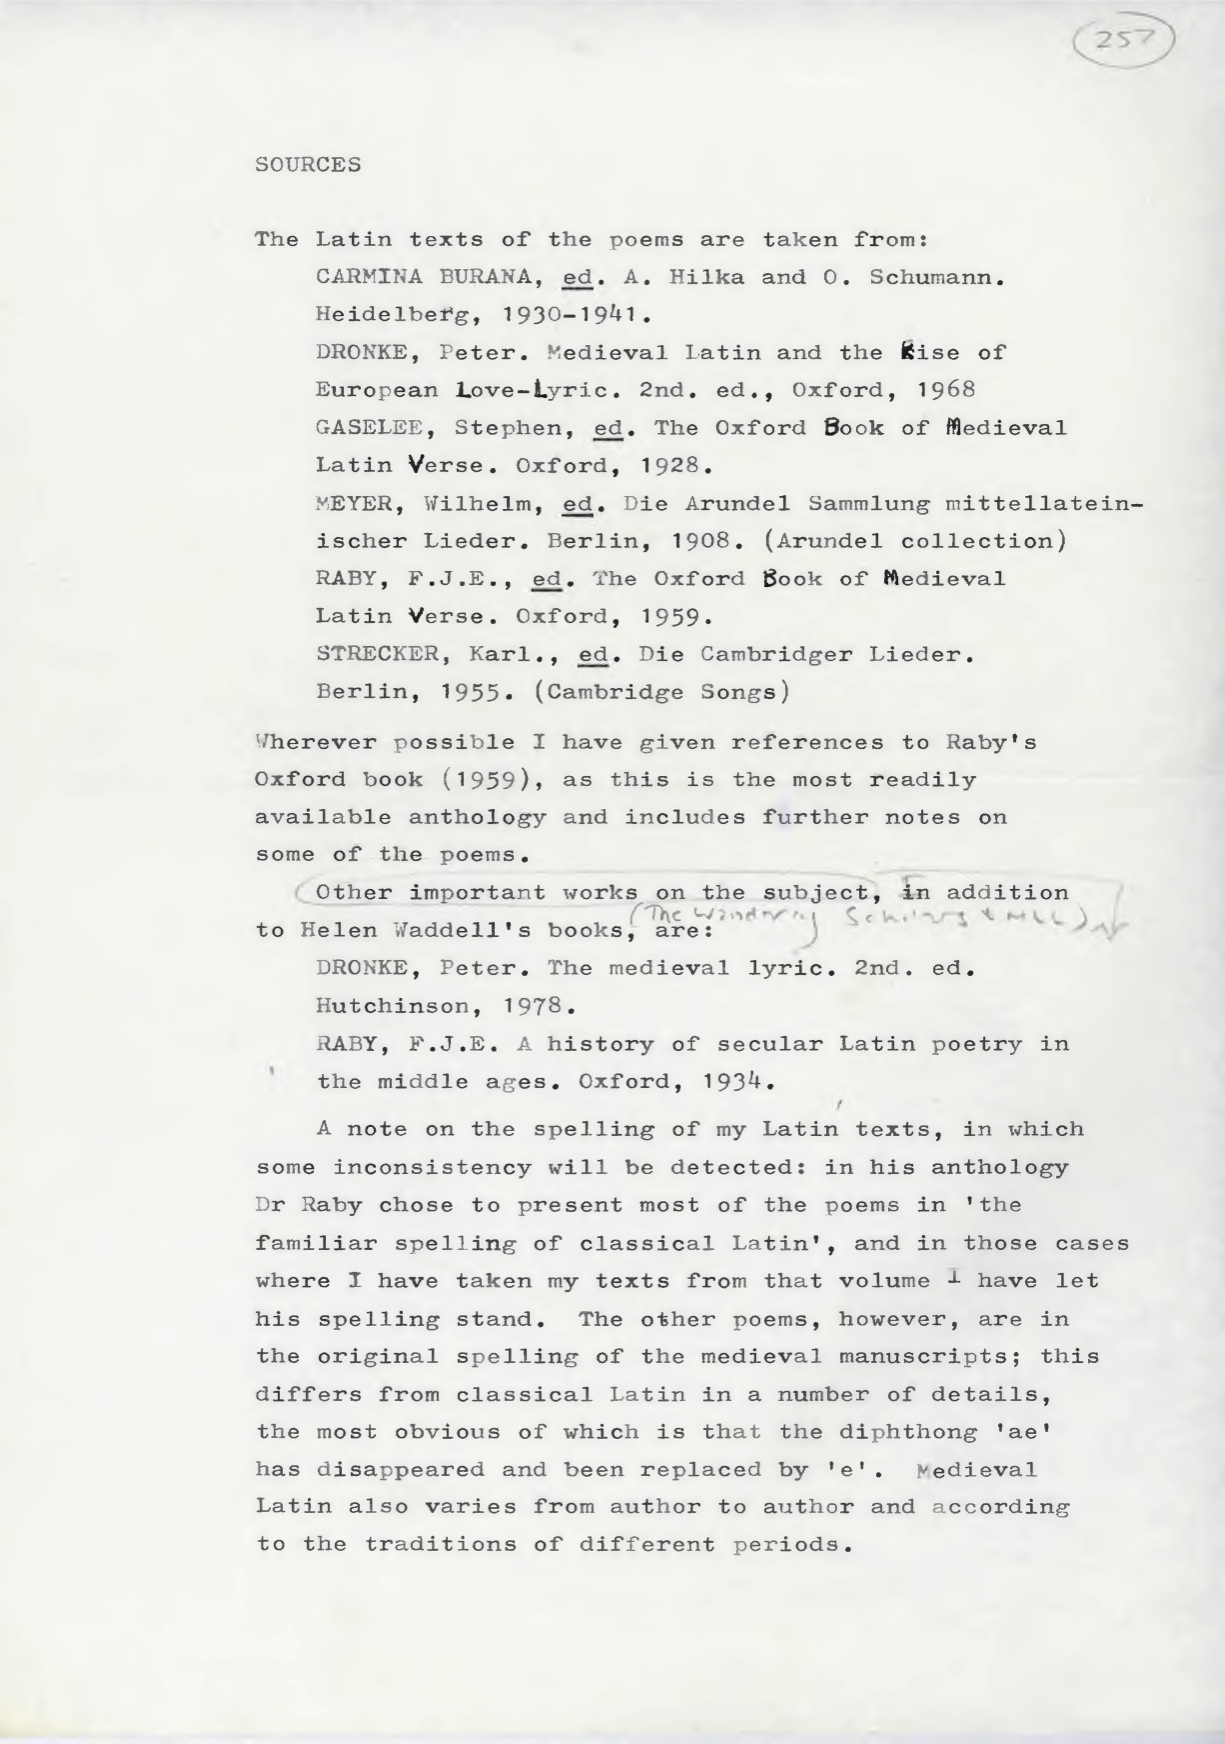 257
SOURCES
The Latin texts of the poems are taken from:
CARMINA BURANA, ed. A. Hilka and O. Schumann.
Heidelberg, 1930-1941.
DRONKE, Peter. Medieval Latin and the Rise of
European Love-Lyric. 2nd. ed., Oxford, 1968
GASELEE, Stephen, ed. The Oxford Book of Medieval
Latin Verse. Oxford, 1928.
MEYER, Wilhelm, ed. Die Arundel Sammlung mittellatein-
ischer Lieder. Berlin, 1908. (Arundel collection)
RABY, F.J.E., ed. The Oxford Book of Medieval
Latin Verse. Oxford, 1959.
STRECKER, Karl., ed. Die Cambridger Lieder.
Berlin, 1955. (Cambridge Songs)
Wherever possible I have given references to Raby's
Oxford book (1959), as this is the most readily
available anthology and includes further notes on
some of the poems.
Other important works on the subject, in addition
(The Wandering Scholars + MLL)
to Helen Waddell's books, are:
DRONKE, Peter. The medieval lyric. 2nd. ed.
Hutchinson, 1978.
RABY, F.J.E. A history of secular Latin poetry in
the middle ages. Oxford, 1934.
A note on the spelling of my Latin texts, in which
some inconsistency will be detected: in his anthology
Dr Raby chose to present most of the poems in 'the
familiar spelling of classical Latin', and in those cases
where I have taken my texts from that volume I have let
his spelling stand. The other poems, however, are in
the original spelling of the medieval manuscripts; this
differs from classical Latin in a number of details,
the most obvious of which is that the diphthong 'ae'
has disappeared and been replaced by 'e'. Medieval
Latin also varies from author to author and according
to the traditions of different periods.